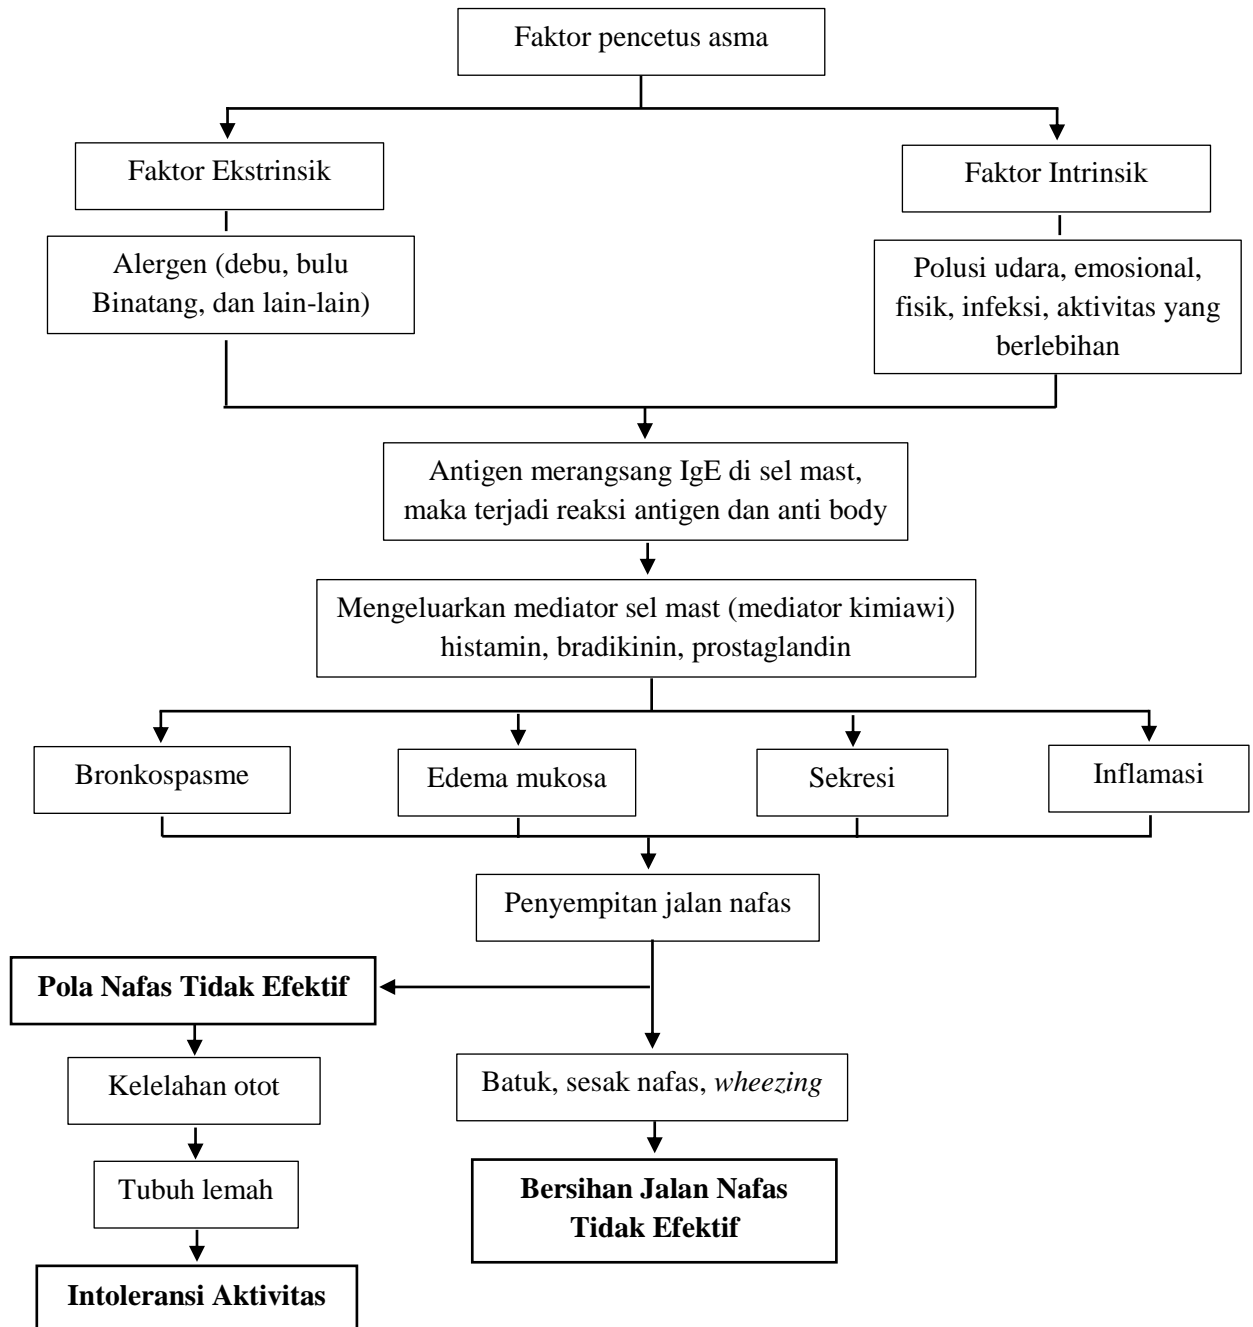 Faktor pencetus asma
Faktor Ekstrinsik
Faktor Intrinsik
Alergen (debu, bulu
Binatang, dan lain-lain)
Polusi udara, emosional,
fisik, infeksi, aktivitas yang
berlebihan
Antigen merangsang IgE di sel mast,
maka terjadi reaksi antigen dan anti body
Mengeluarkan mediator sel mast (mediator kimiawi)
histamin, bradikinin, prostaglandin
Bronkospasme
Edema mukosa
Sekresi
Inflamasi
Penyempitan jalan nafas
Pola Nafas Tidak Efektif
Kelelahan otot
Batuk, sesak nafas, wheezing
Tubuh lemah
Bersihan Jalan Nafas
Tidak Efektif
Intoleransi Aktivitas